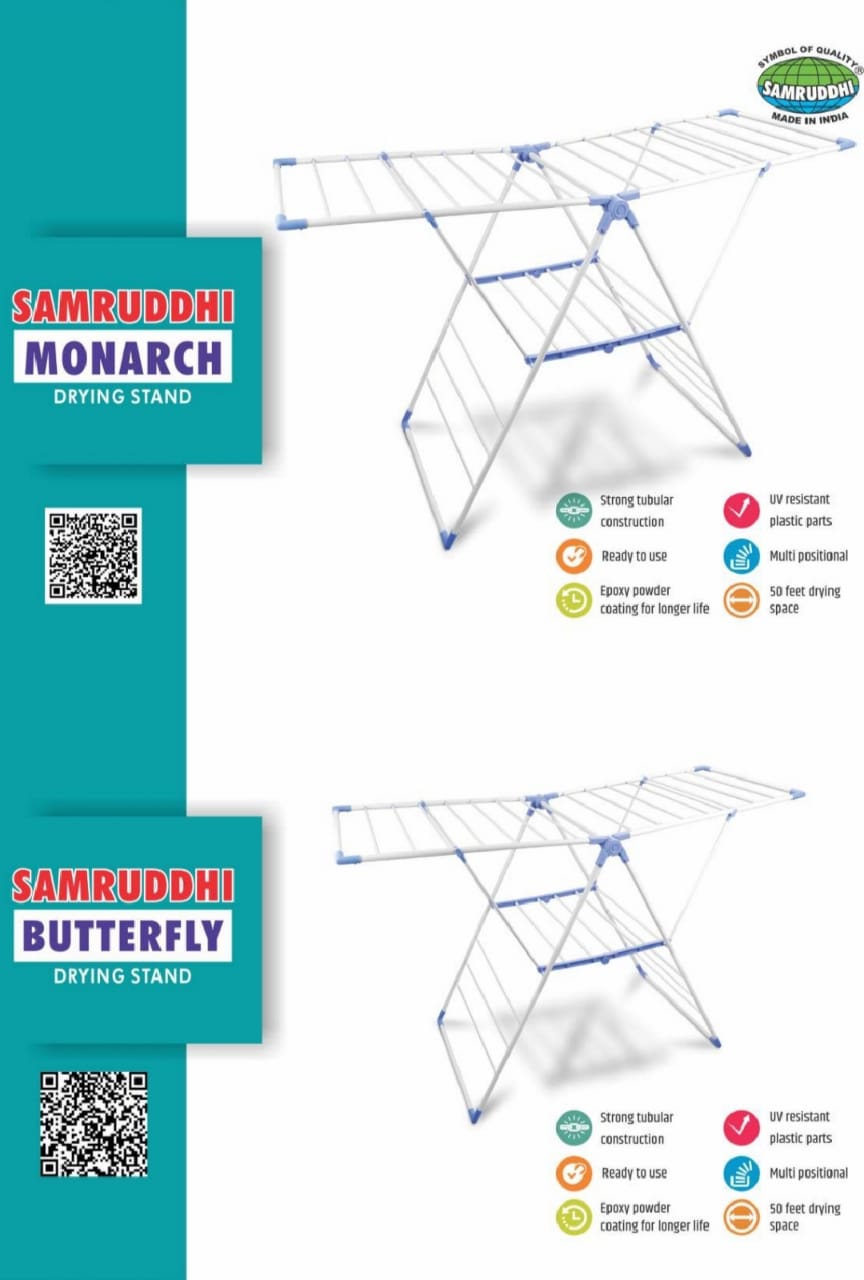 SYMBOL OF QUALITY
®
SAMRUDDHI
MADE IN INDIA
SAMRUDDHI
MONARCH
DRYING STAND
Strong tubular
construction
UV resistant
plastic parts
Ready to use
Multi positional
Epoxy powder
coating for longer life
50 feet drying
space
SAMRUDDHI
BUTTERFLY
DRYING STAND
Strong tubular
construction
UV resistant
plastic parts
Ready to use
Multi positional
Epoxy powder
coating for longer life
50 feet drying
space